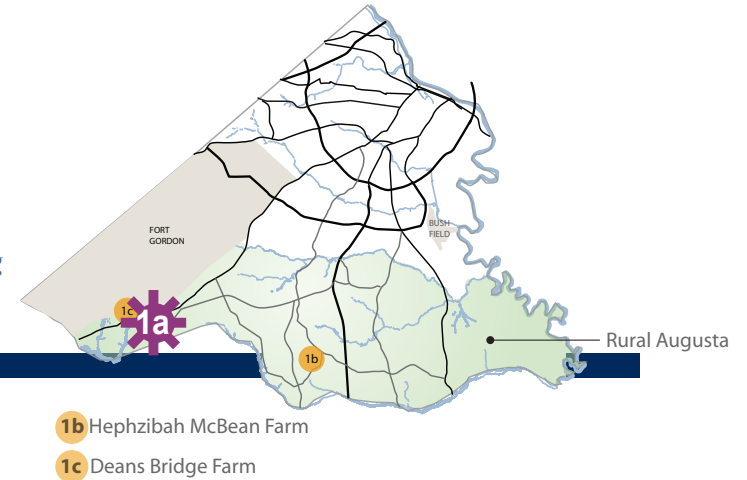 FORT
GORDON
BUSH
FIELD
1c
1a
1b
Rural Augusta
1b Hephzibah McBean Farm
1c Deans Bridge Farm